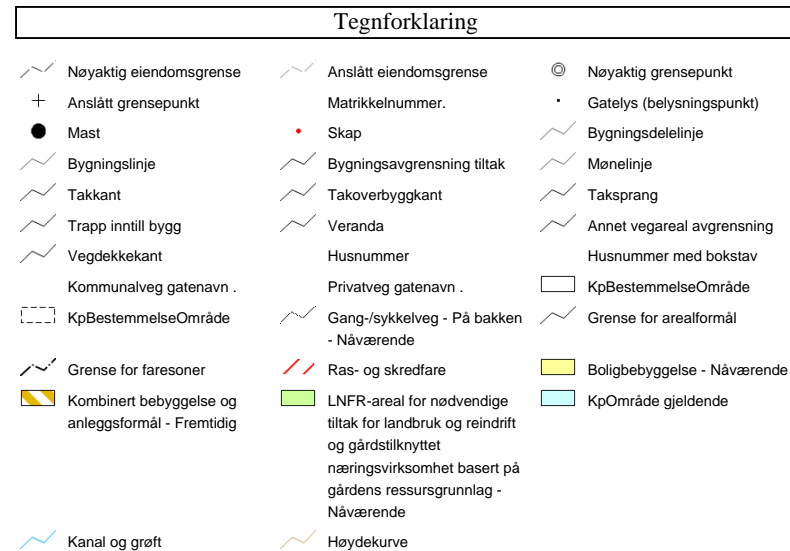 Tegnforklaring
Nøyaktig eiendomsgrense
Anslått eiendomsgrense
Nøyaktig grensepunkt
Anslått grensepunkt
Matrikkelnummer.
Gatelys (belysningspunkt)
Mast
Skap
Bygningsdelelinje
Bygningslinje
Bygningsavgrensning tiltak
Mønelinje
Takkant
Takoverbyggkant
Taksprang
Trapp inntill bygg
Veranda
Annet vegareal avgrensning
Vegdekkekant
Husnummer
Husnummer med bokstav
Kommunalveg gatenavn .
Privatveg gatenavn .
KpBestemmelseOmråde
KpBestemmelseOmråde
Gang-/sykkelveg - På bakken
- Nåværende
Grense for arealformål
Grense for faresoner
Ras- og skredfare
Boligbebyggelse - Nåværende
Kombinert bebyggelse og
anleggsformål - Fremtidig
LNFR-areal for nødvendige
tiltak for landbruk og reindrift
og gårdstilknyttet
næringsvirksomhet basert på
gårdens ressursgrunnlag -
Nåværende
KpOmråde gjeldende
Kanal og grøft
Høydekurve